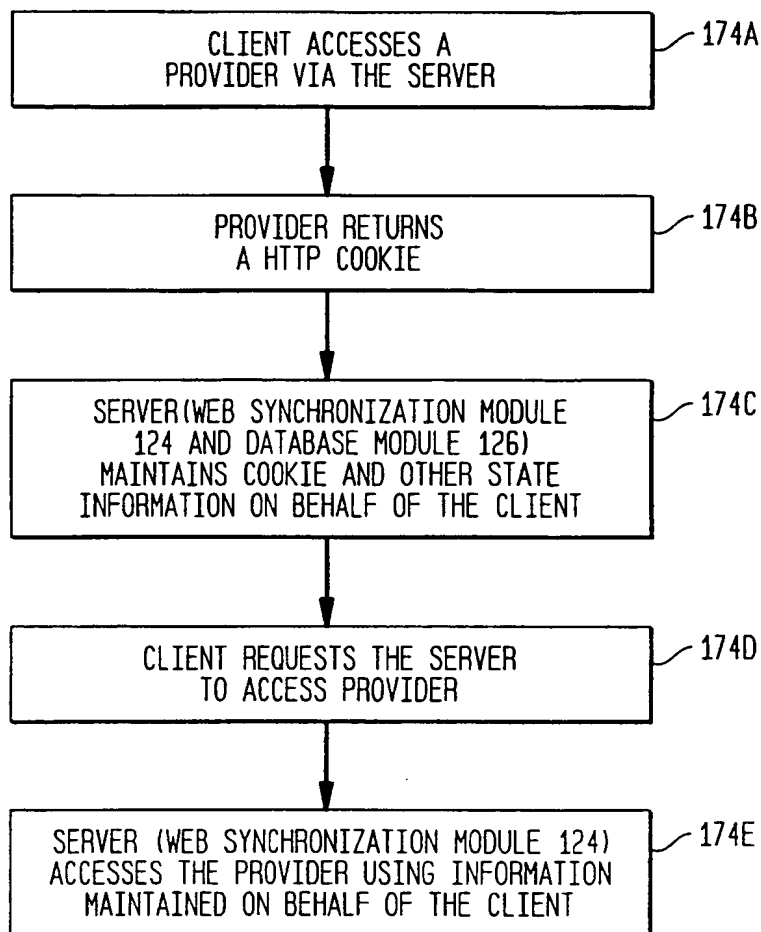 CLIENT ACCESSES A
PROVIDER VIA THE SERVER
174A
PROVIDER RETURNS
A HTTP COOKIE
174B
SERVER(WEB SYNCHRONIZATION MODULE
124 AND DATABASE MODULE 126)
MAINTAINS COOKIE AND OTHER STATE
INFORMATION ON BEHALF OF THE CLIENT
174C
CLIENT REQUESTS THE SERVER
TO ACCESS PROVIDER
174D
SERVER (WEB SYNCHRONIZATION MODULE 124)
ACCESSES THE PROVIDER USING INFORMATION
MAINTAINED ON BEHALF OF THE CLIENT
174E